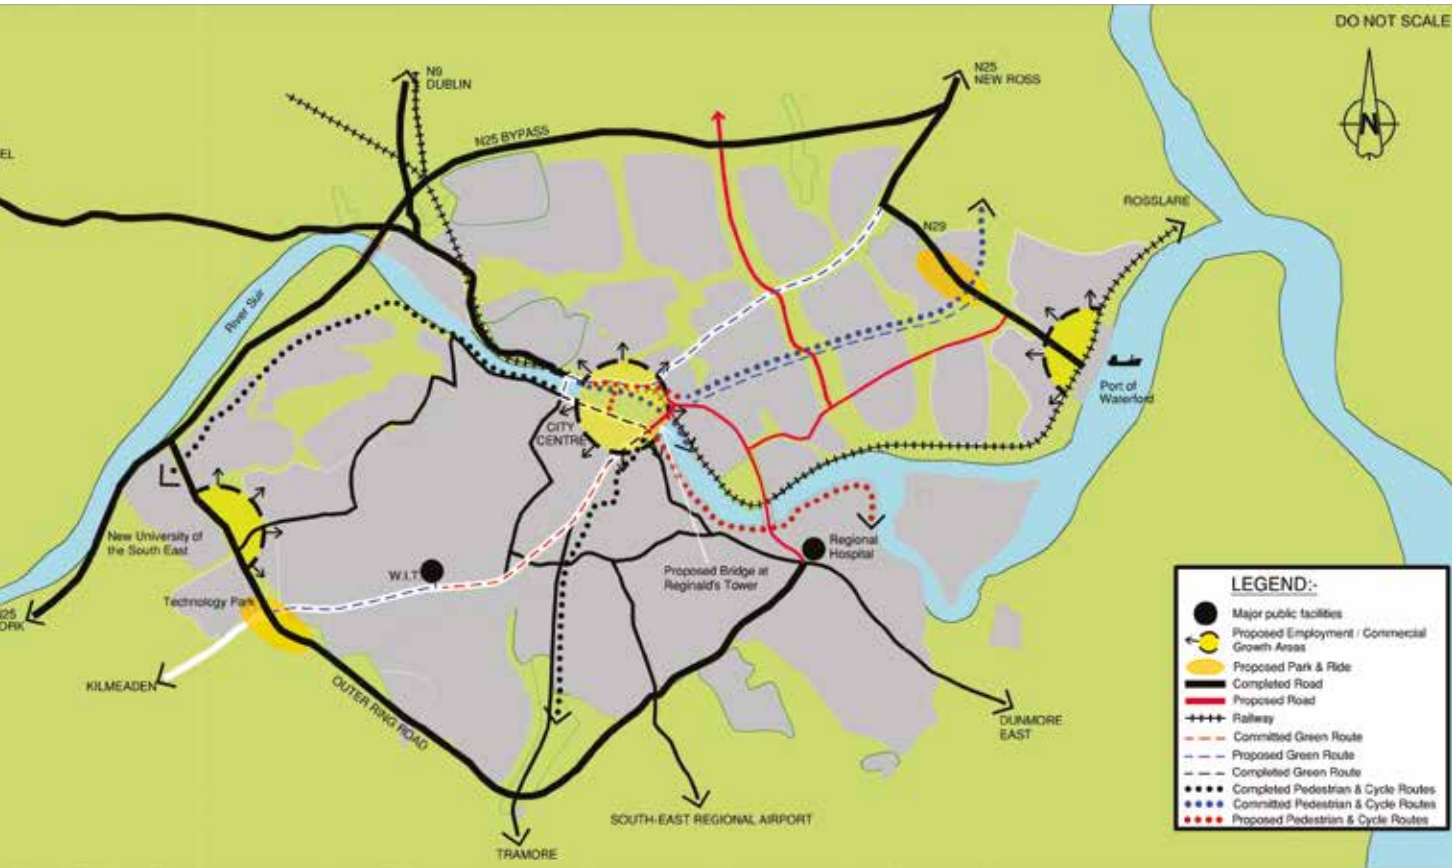 DO NOT SCALE
N
N9
DUBLIN
N25
NEW ROSS
N25 BYPASS
EL
ROSSLARE
N29
River Suir
Port of
Waterford
CITY
CENTRE
New University of
the South East
W.I.T.
Regional
Hospital
Proposed Bridge at
Reginald's Tower
Technology Park
N25
ORK
KILMEADEN
OUTER RING ROAD
DUNMORE
EAST
SOUTH-EAST REGIONAL AIRPORT
TRAMORE
LEGEND:-
Major public facilities
Proposed Employment / Commercial
Growth Areas
Proposed Park & Ride
Completed Road
Proposed Road
Railway
Committed Green Route
Proposed Green Route
Completed Green Route
Completed Pedestrian & Cycle Routes
Committed Pedestrian & Cycle Routes
Proposed Pedestrian & Cycle Routes